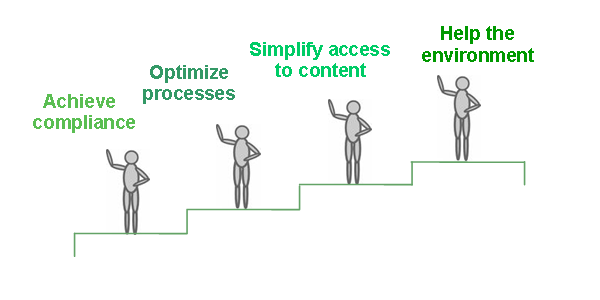 Achieve
compliance
Optimize
processes
Simplify access
to content
Help the
environment